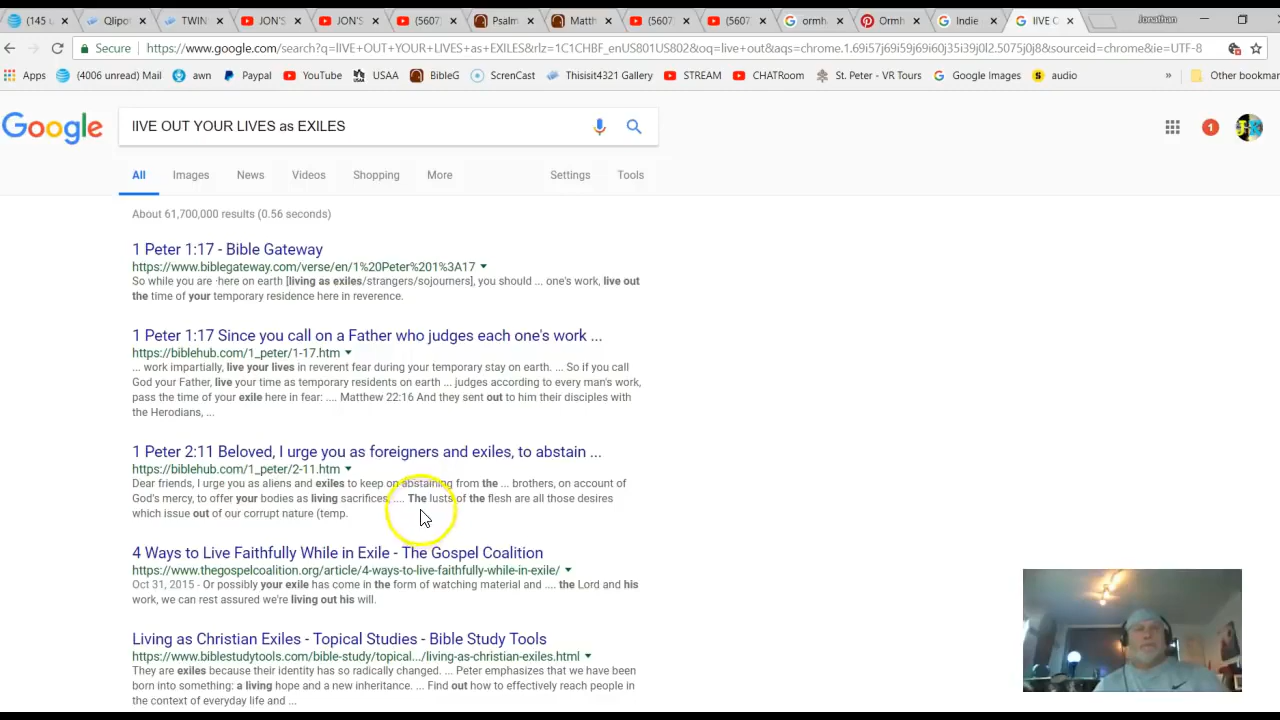 (145 u
Qlipot
TWIN
JON'S
JON'S
(5607)
Psalm
Matth
(5607
(5607
ormh
Ormh
Indie
IIVE C
Jonathan
Secure
https://www.google.com/search?q=IIVE+OUT+YOUR+LIVES+as+EXILES&rlz=1C1CHBF_enUS801US802&oq=live+out&aqs=chrome.1.69i57j69i59j69i60j35i39j0l2.5075j0j8&sourceid=chrome&ie=UTF-8
Apps
(4006 unread) Mail
awn
Paypal
YouTube
USAA
BibleG
ScrenCast
Thisisit4321 Gallery
STREAM
CHATRoom
St. Peter - VR Tours
Google Images
audio
»
Other bookmar
Google
IIVE OUT YOUR LIVES as EXILES
1
All
Images
News
Videos
Shopping
More
Settings
Tools
About 61,700,000 results (0.56 seconds)
1 Peter 1:17 - Bible Gateway
https://www.biblegateway.com/verse/en/1%20Peter%201%3A17
So while you are ·here on earth [living as exiles/strangers/sojourners], you should ... one's work, live out
the time of your temporary residence here in reverence.
1 Peter 1:17 Since you call on a Father who judges each one's work ...
https://biblehub.com/1_peter/1-17.htm
... work impartially, live your lives in reverent fear during your temporary stay on earth. ... So if you call
God your Father, live your time as temporary residents on earth ... judges according to every man's work,
pass the time of your exile here in fear: .... Matthew 22:16 And they sent out to him their disciples with
the Herodians, ...
1 Peter 2:11 Beloved, I urge you as foreigners and exiles, to abstain ...
https://biblehub.com/1_peter/2-11.htm
Dear friends, I urge you as aliens and exiles to keep on abstaining from the ... brothers, on account of
God's mercy, to offer your bodies as living sacrifices, .... The lusts of the flesh are all those desires
which issue out of our corrupt nature (temp.
4 Ways to Live Faithfully While in Exile - The Gospel Coalition
https://www.thegospelcoalition.org/article/4-ways-to-live-faithfully-while-in-exile/
Oct 31, 2015 - Or possibly your exile has come in the form of watching material and .... the Lord and his
work, we can rest assured we're living out his will.
Living as Christian Exiles - Topical Studies - Bible Study Tools
https://www.biblestudytools.com/bible-study/topical.../living-as-christian-exiles.html
They are exiles because their identity has so radically changed. ... Peter emphasizes that we have been
born into something: a living hope and a new inheritance. ... Find out how to effectively reach people in
the context of everyday life and ...